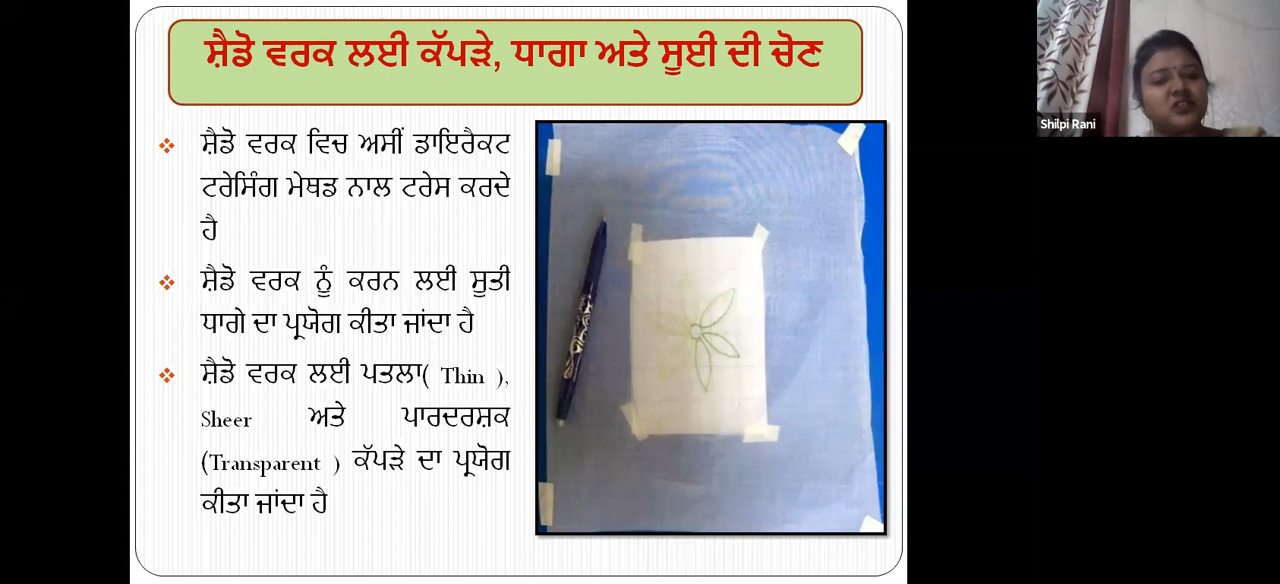 ਸ਼ੈਡੋ ਵਰਕ ਲਈ ਕੱਪੜੇ, ਧਾਗਾ ਅਤੇ ਸੂਈ ਦੀ ਚੋਣ
ਸ਼ੈਡੋ ਵਰਕ ਵਿਚ ਅਸੀਂ ਡਾਇਰੈਕਟ
ਟਰੇਸਿੰਗ ਮੇਥਡ ਨਾਲ ਟਰੇਸ ਕਰਦੇ
ਹੈ
ਸ਼ੈਡੋ ਵਰਕ ਨੂੰ ਕਰਨ ਲਈ ਸੁਤੀ
ਧਾਗੇ ਦਾ ਪ੍ਰਯੋਗ ਕੀਤਾ ਜਾਂਦਾ ਹੈ
ਸ਼ੈਡੋ ਵਰਕ ਲਈ ਪਤਲਾ( Thin ),
Sheer ਅਤੇ ਪਾਰਦਰਸ਼ਕ
(Transparent ) ਕੱਪੜੇ ਦਾ ਪ੍ਰਯੋਗ
ਕੀਤਾ ਜਾਂਦਾ ਹੈ
Shilpi Rani